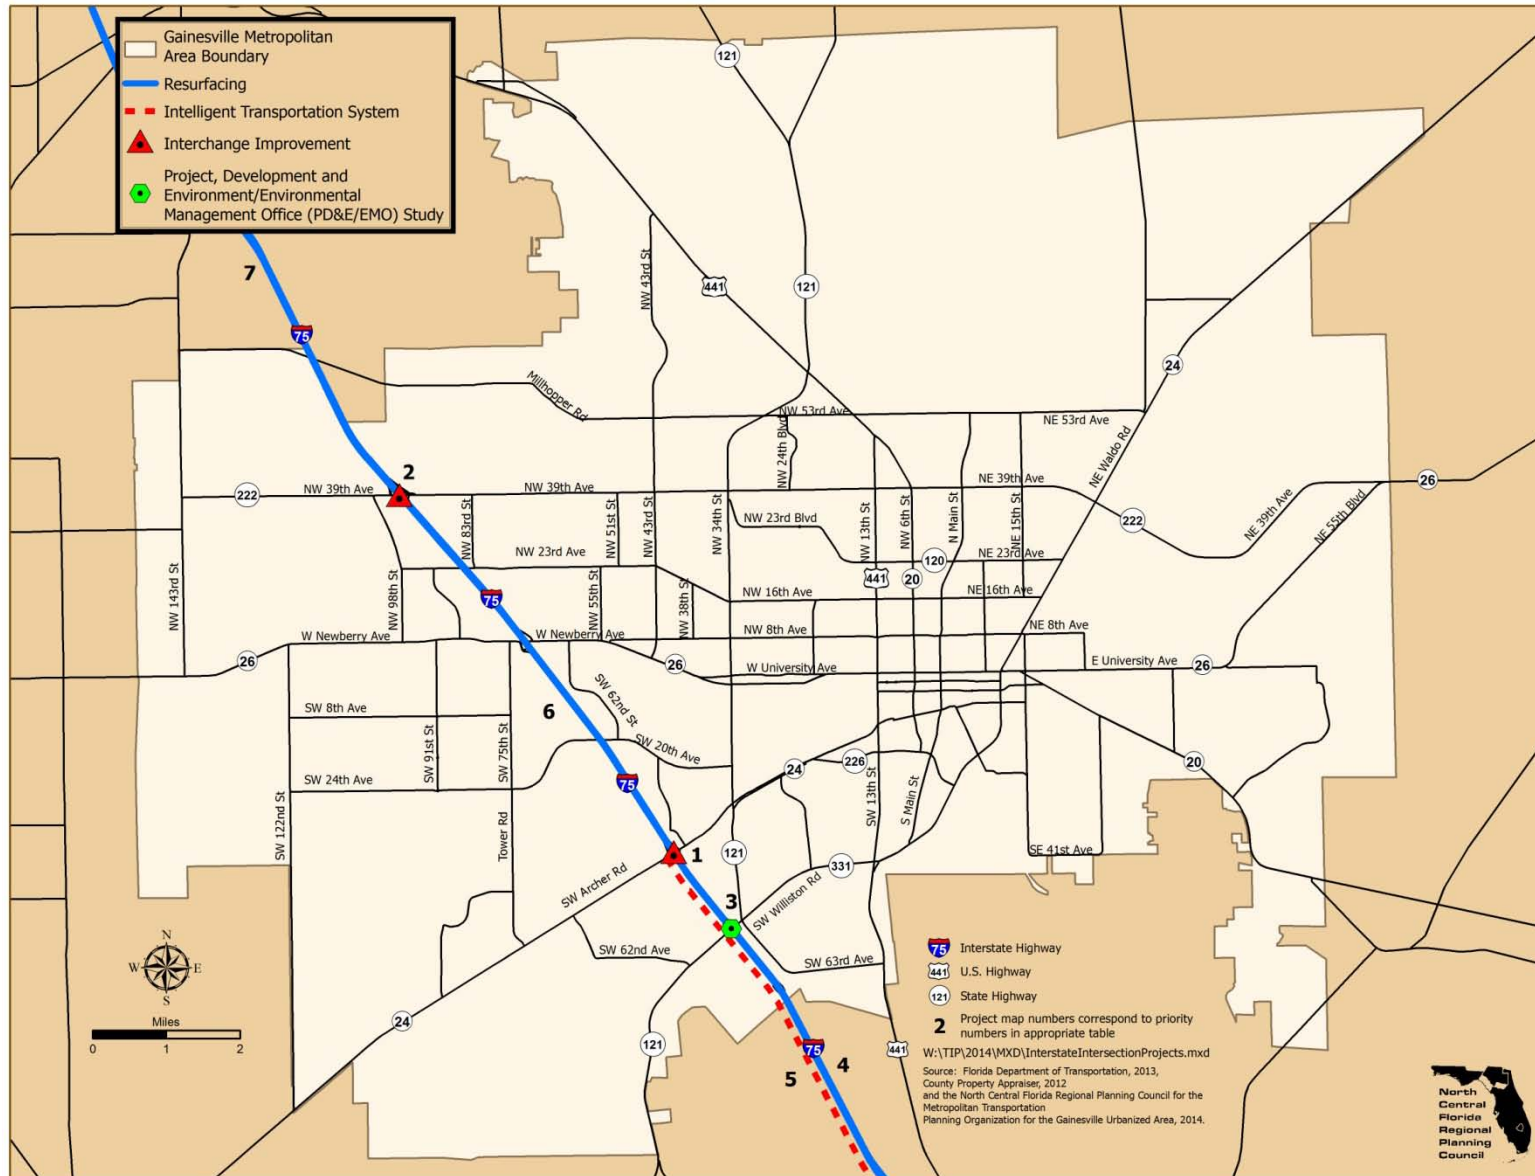 Gainesville Metropolitan
Area Boundary
Resurfacing
Intelligent Transportation System
Interchange Improvement
Project, Development and
Environment/Environmental
Management Office (PD&E/EMO) Study
121
7
75
NW 43rd St
441
121
24
Millhopper Rd
NW 53rd Ave
NE 53rd Ave
NW 24th Blvd
NE Waldo Rd
2
222
NW 39th Ave
NW 39th Ave
NE 39th Ave
26
NW 83rd St
NW 51st St
NW 43rd St
NW 34th St
NW 23rd Blvd
NW 13th St
NW 6th St
N Main St
NE 15th St
222
NE 39th Ave
NE 55th Blvd
NW 23rd Ave
120
NE 23rd Ave
NW 143rd St
NW 98th St
75
NW 55th St
NW 38th St
441
20
NW 16th Ave
NE 16th Ave
W Newberry Ave
W Newberry Ave
NW 8th Ave
NE 8th Ave
26
26
W University Ave
E University Ave
26
SW 62nd St
SW 8th Ave
6
SW 91st St
SW 75th St
SW 20th Ave
SW 24th Ave
75
24
226
20
SW 122nd St
Tower Rd
SW 13th St
S Main St
SW Archer Rd
1
121
331
SE 41st Ave
3
SW Williston Rd
SW 62nd Ave
SW 63rd Ave
N
W E
S
Miles
0 1 2
24
121
75
4
5
441
75 Interstate Highway
441 U.S. Highway
121 State Highway
2 Project map numbers correspond to priority
numbers in appropriate table
W:\TIP\2014\MXD\InterstateIntersectionProjects.mxd
Source: Florida Department of Transportation, 2013,
County Property Appraiser, 2012
and the North Central Florida Regional Planning Council for the
Metropolitan Transportation
Planning Organization for the Gainesville Urbanized Area, 2014.
North
Central
Florida
Regional
Planning
Council